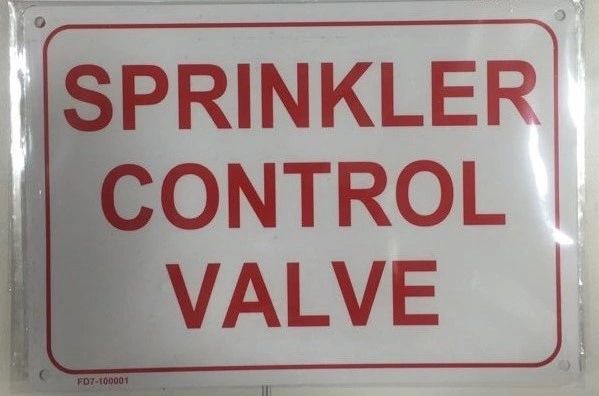 SPRINKLER
CONTROL
VALVE
FD7-100001